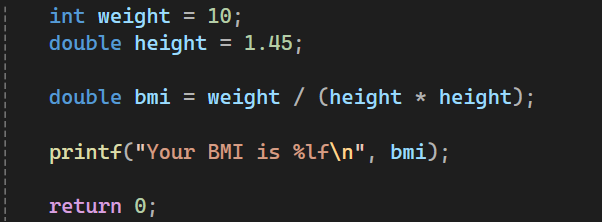 int weight = 10;
double height = 1.45;
double bmi = weight / (height * height);
printf("Your BMI is %lf\n", bmi);
return 0;